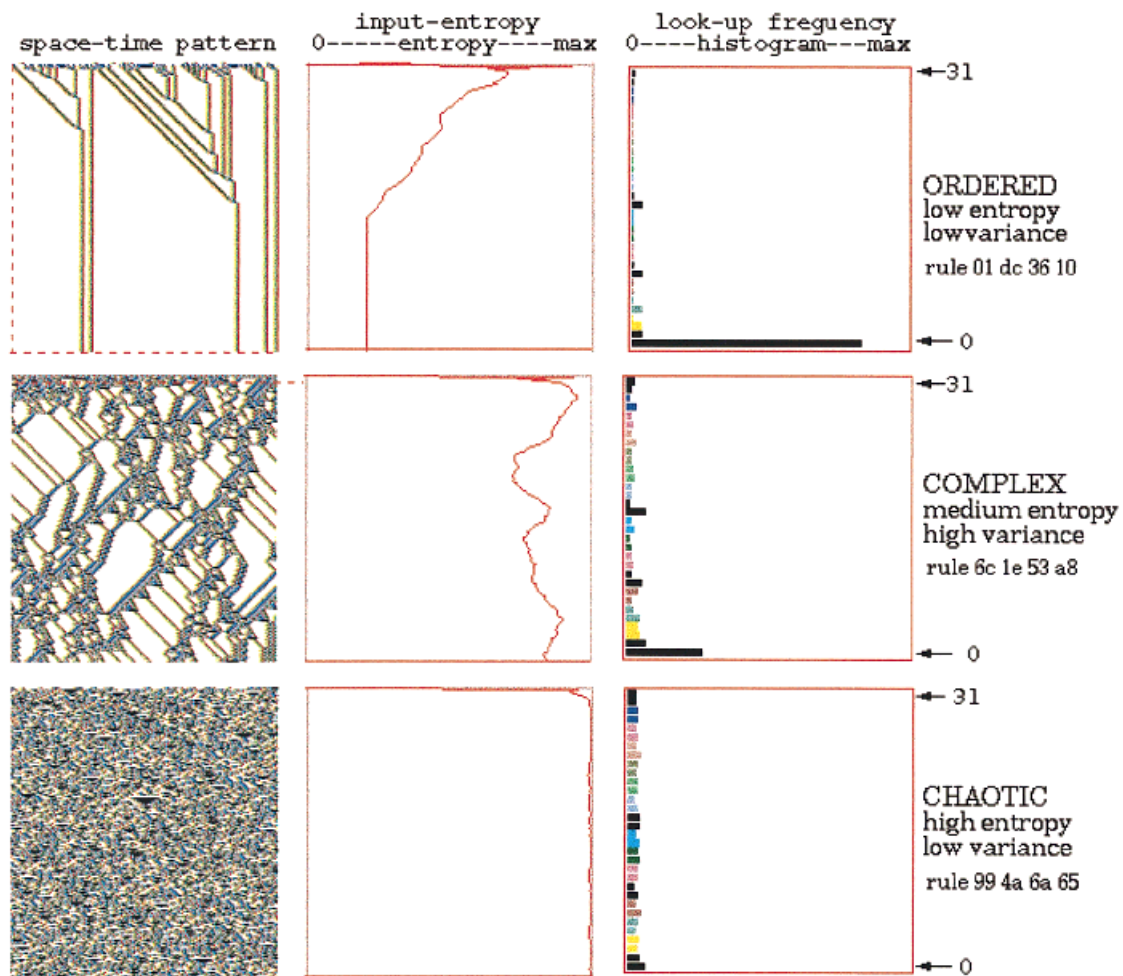 space-time pattern
input-entropy
0-----entropy----max
look-up freguency
0----histogram---max
31
ORDERED
low entropy
lowvariance
rule 01 dc 36 10
0
31
COMPLEX
medium entropy
high variance
rule 6c 1e 53 a8
0
31
CHAOTIC
high entropy
low variance
rule 99 4a 6a 65
0